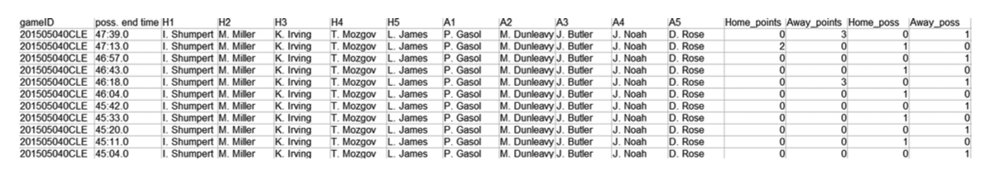 gameID poss. end time H1 H2 H3 H4 H5 A1 A2 A3 A4 A5 Home_points Away_points Home_poss Away_poss
201505040CLE 47:39.0 I. Shumpert M. Miller K. Irving T. Mozgov L. James P. Gasol M. Dunleavy J. Butler J. Noah D. Rose 0 3 0 1
201505040CLE 47:13.0 I. Shumpert M. Miller K. Irving T. Mozgov L. James P. Gasol M. Dunleavy J. Butler J. Noah D. Rose 2 0 1 0
201505040CLE 46:57.0 I. Shumpert M. Miller K. Irving T. Mozgov L. James P. Gasol M. Dunleavy J. Butler J. Noah D. Rose 0 0 0 1
201505040CLE 46:43.0 I. Shumpert M. Miller K. Irving T. Mozgov L. James P. Gasol M. Dunleavy J. Butler J. Noah D. Rose 0 0 1 0
201505040CLE 46:18.0 I. Shumpert M. Miller K. Irving T. Mozgov L. James P. Gasol M. Dunleavy J. Butler J. Noah D. Rose 0 3 0 1
201505040CLE 46:04.0 I. Shumpert M. Miller K. Irving T. Mozgov L. James P. Gasol M. Dunleavy J. Butler J. Noah D. Rose 0 0 1 0
201505040CLE 45:42.0 I. Shumpert M. Miller K. Irving T. Mozgov L. James P. Gasol M. Dunleavy J. Butler J. Noah D. Rose 0 0 0 1
201505040CLE 45:33.0 I. Shumpert M. Miller K. Irving T. Mozgov L. James P. Gasol M. Dunleavy J. Butler J. Noah D. Rose 0 0 1 0
201505040CLE 45:20.0 I. Shumpert M. Miller K. Irving T. Mozgov L. James P. Gasol M. Dunleavy J. Butler J. Noah D. Rose 0 0 0 1
201505040CLE 45:11.0 I. Shumpert M. Miller K. Irving T. Mozgov L. James P. Gasol M. Dunleavy J. Butler J. Noah D. Rose 0 0 1 0
201505040CLE 45:04.0 I. Shumpert M. Miller K. Irving T. Mozgov L. James P. Gasol M. Dunleavy J. Butler J. Noah D. Rose 0 0 0 1